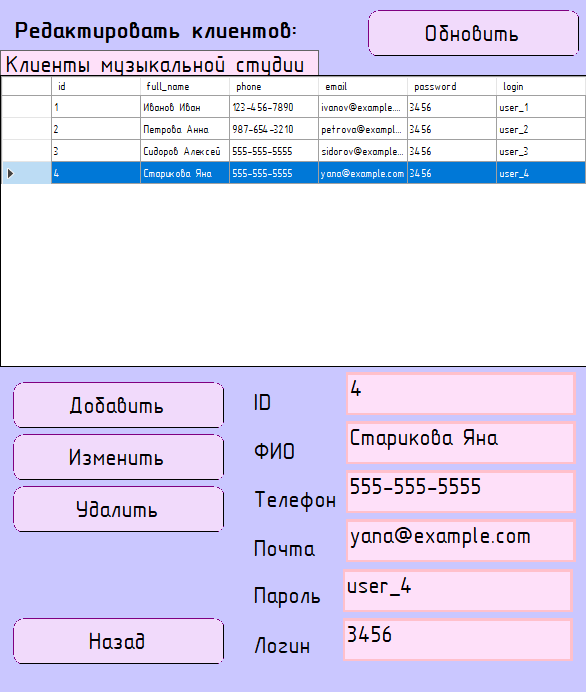 Редактировать клиентов:
Обновить
Клиенты музыкальной студии
id full_name phone email password login
1 Иванов Иван 123-456-7890 ivanov@example.... 3456 user_1
2 Петрова Анна 987-654-3210 petrova@exampl... 3456 user_2
3 Сидоров Алексей 555-555-5555 sidorov@example... 3456 user_3
4 Старикова Яна 555-555-5555 yana@example.com 3456 user_4
Добавить
Изменить
Удалить
Назад
ID 4
ФИО Старикова Яна
Телефон 555-555-5555
Почта yana@example.com
Пароль user_4
Логин 3456